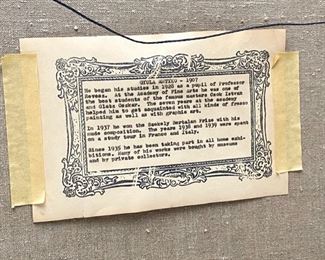 - 1907
He began his studies in 1928 as a pupil of Professor
Revess. At the Academy of Fine Arts he was one of
the best students of the famous masters Cook Istvan
and Glatz Oszkar. The seven years at the academy
helped him to get acquainted with all kinds of fresco
painting as well as with graphic art.
In 1937 he won the Szekely Bertalan Prize with his
nude composition. The years 1938 and 1939 were spent
on a study tour in France and Italy.
Since 1935 he has been taking part in all home exhi-
bitions. Many of his works were bought by museums
and by private collectors.